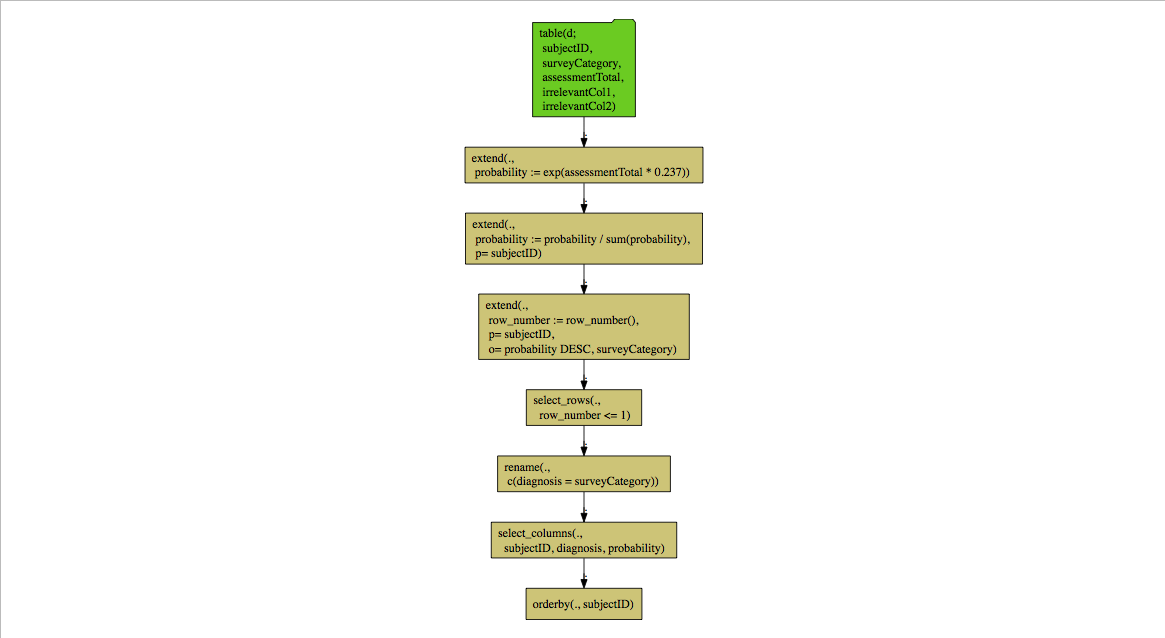 table(d;
subjectID,
surveyCategory,
assessmentTotal,
irrelevantCol1,
irrelevantCol2)
extend(.,
probability := exp(assessmentTotal * 0.237))
extend(.,
probability := probability / sum(probability),
p= subjectID)
extend(.,
row_number := row_number(),
p= subjectID,
o= probability DESC, surveyCategory)
select_rows(.,
row_number <= 1)
rename(.,
c(diagnosis = surveyCategory))
select_columns(.,
subjectID, diagnosis, probability)
orderby(., subjectID)